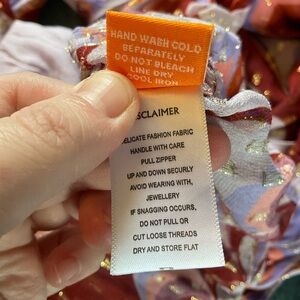 HAND WASH COLD
SEPARATELY
DO NOT BLEACH
LINE DRY
COOL IRON
SCLAIMER
DELICATE FASHION FABRIC
HANDLE WITH CARE
PULL ZIPPER
UP AND DOWN SECURLY
AVOID WEARING WITH,
JEWELLERY
IF SNAGGING OCCURS,
DO NOT PULL OR
CUT LOOSE THREADS
DRY AND STORE FLAT